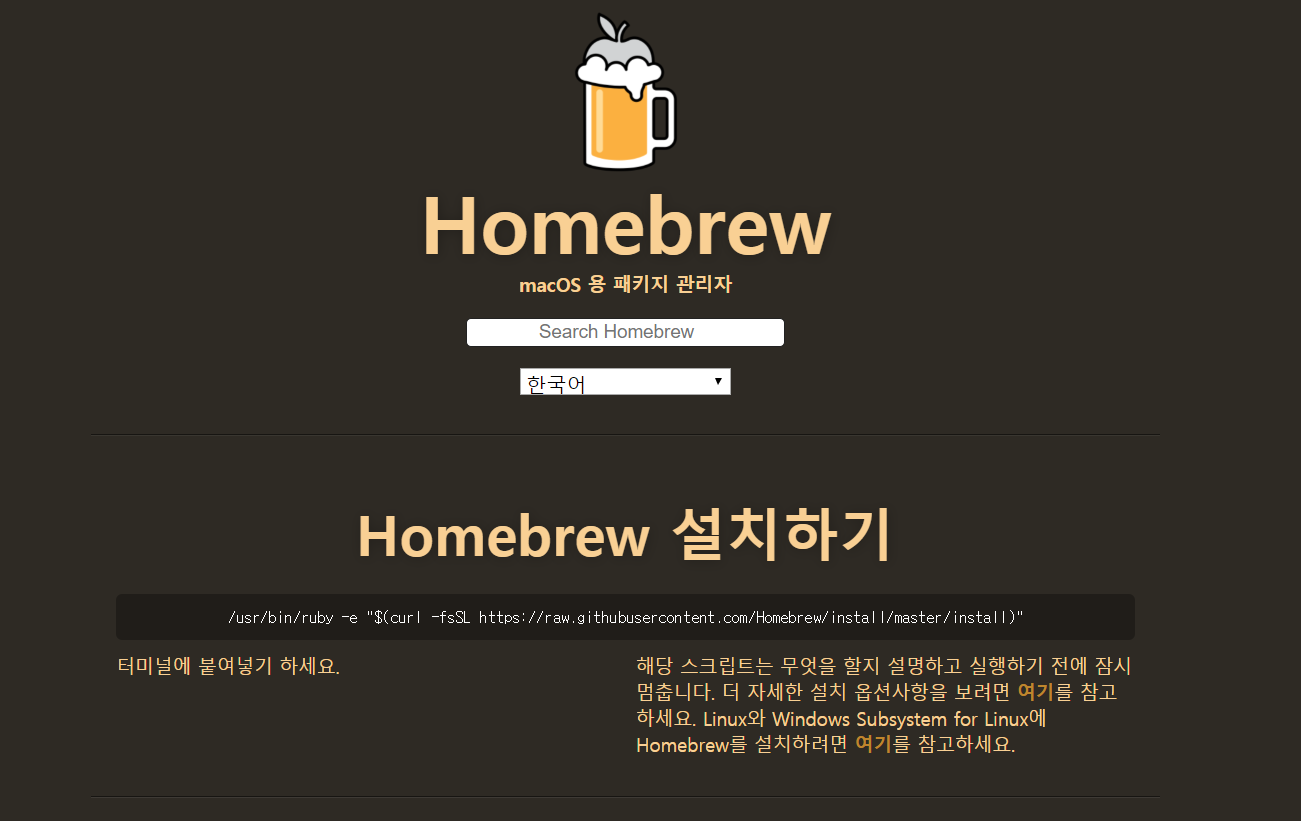 Homebrew
macOS 용 패키지 관리자
Search Homebrew
한국어
Homebrew 설치하기
/usr/bin/ruby -e "$(curl -fsSL https://raw.githubusercontent.com/Homebrew/install/master/install)"
터미널에 붙여넣기 하세요.
해당 스크립트는 무엇을 할지 설명하고 실행하기 전에 잠시
멈춥니다. 더 자세한 설치 옵션사항을 보려면 여기를 참고
하세요. Linux와 Windows Subsystem for Linux에
Homebrew를 설치하려면 여기를 참고하세요.